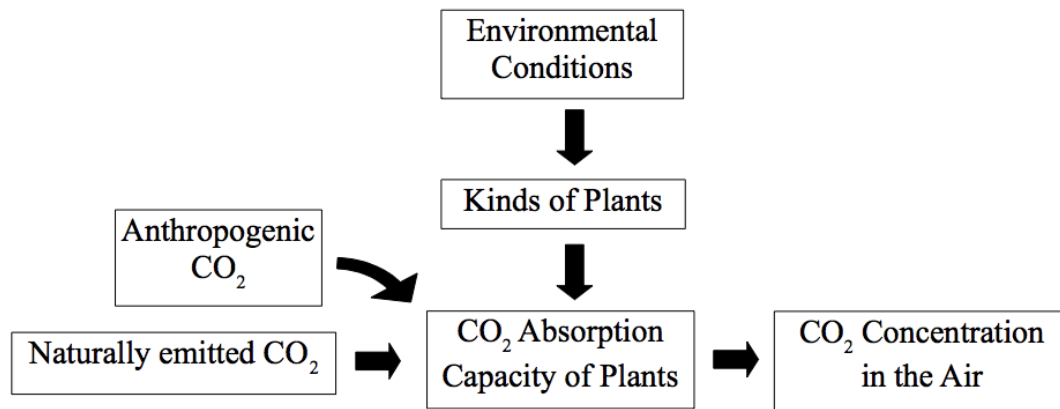 Environmental
Conditions
Kinds of Plants
Anthropogenic
CO₂
Naturally emitted CO₂
CO₂ Absorption
Capacity of Plants
CO₂ Concentration
in the Air